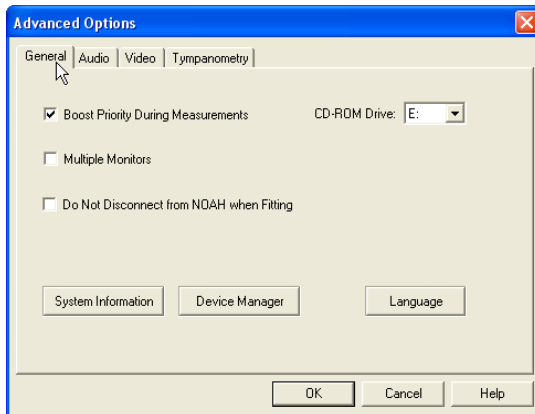 Advanced Options
General Audio Video Tympanometry
Boost Priority During Measurements CD-ROM Drive: E:
Multiple Monitors
Do Not Disconnect from NOAH when Fitting
System Information Device Manager Language
OK Cancel Help